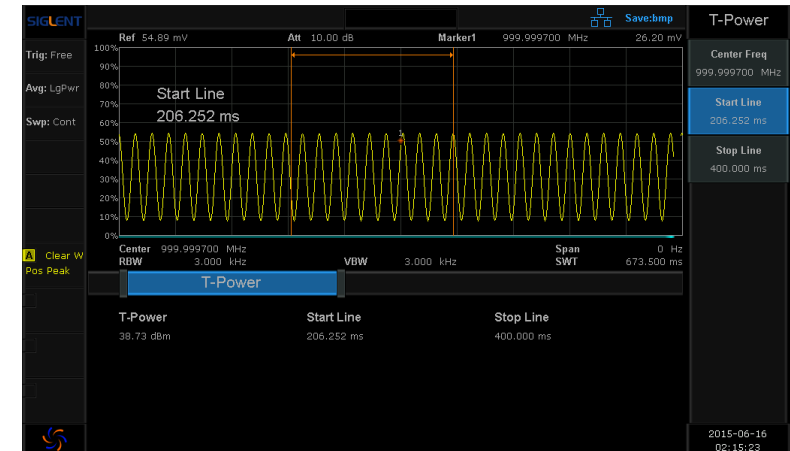 SIGLENT
Save:bmp
T-Power
Ref 54.89 mV Att 10.00 dB Marker1 999.999700 MHz 26.20 mV
Trig: Free
Avg: LgPwr
Swp: Cont
100%
90%
80%
70%
60%
50%
40%
30%
20%
10%
0%
Start Line
206.252 ms
1
Center Freq
999.999700 MHz
Start Line
206.252 ms
Stop Line
400.000 ms
Center 999.999700 MHz Span 0 Hz
RBW 3.000 kHz VBW 3.000 kHz SWT 673.500 ms
A Clear W
Pos Peak
T-Power
T-Power Start Line Stop Line
38.73 dBm 206.252 ms 400.000 ms
2015-06-16
02:15:23